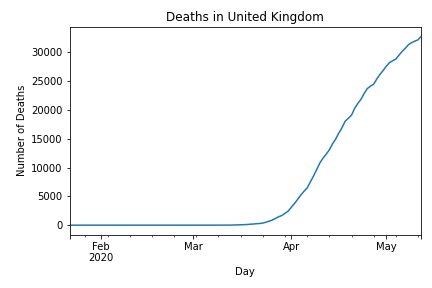 Deaths in United Kingdom
Number of Deaths
30000
25000
20000
15000
10000
5000
0
Feb
2020
Mar
Apr
May
Day